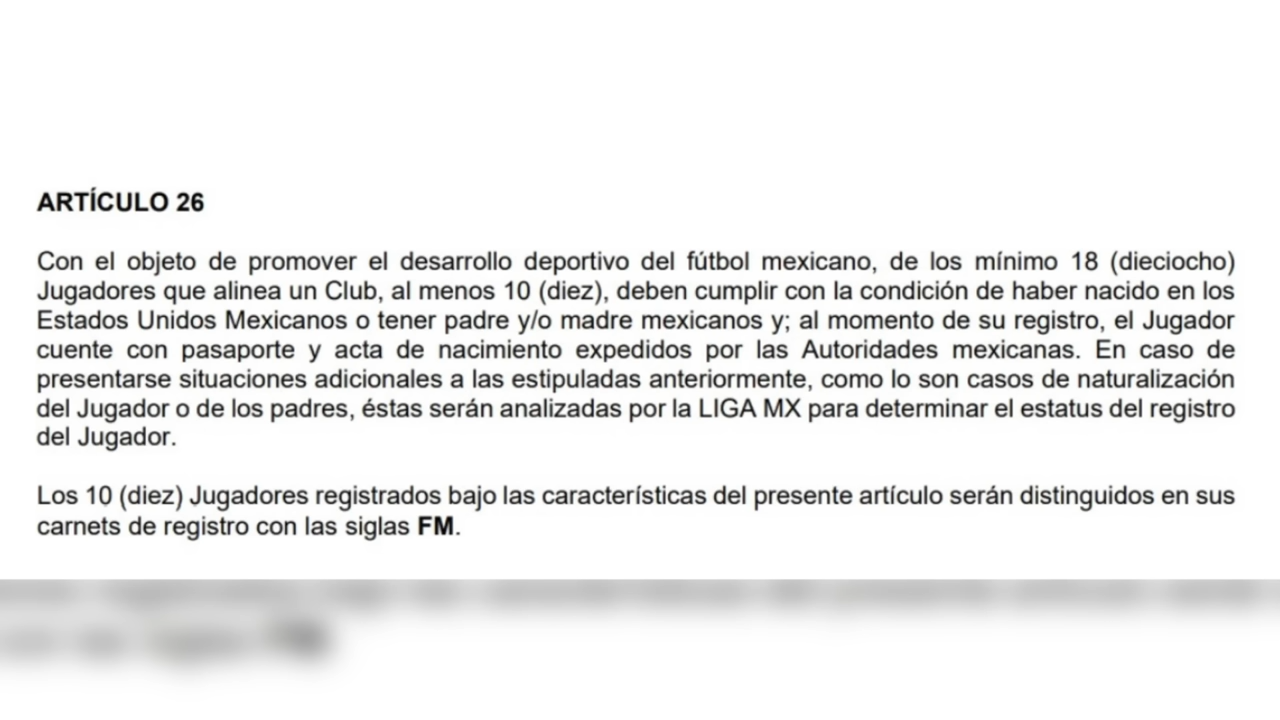 ARTÍCULO 26
Con el objeto de promover el desarrollo deportivo del fútbol mexicano, de los mínimo 18 (dieciocho)
Jugadores que alinea un Club, al menos 10 (diez), deben cumplir con la condición de haber nacido en los
Estados Unidos Mexicanos o tener padre y/o madre mexicanos y; al momento de su registro, el Jugador
cuente con pasaporte y acta de nacimiento expedidos por las Autoridades mexicanas. En caso de
presentarse situaciones adicionales a las estipuladas anteriormente, como lo son casos de naturalización
del Jugador o de los padres, éstas serán analizadas por la LIGA MX para determinar el estatus del registro
del Jugador.
Los 10 (diez) Jugadores registrados bajo las características del presente artículo serán distinguidos en sus
carnets de registro con las siglas FM.